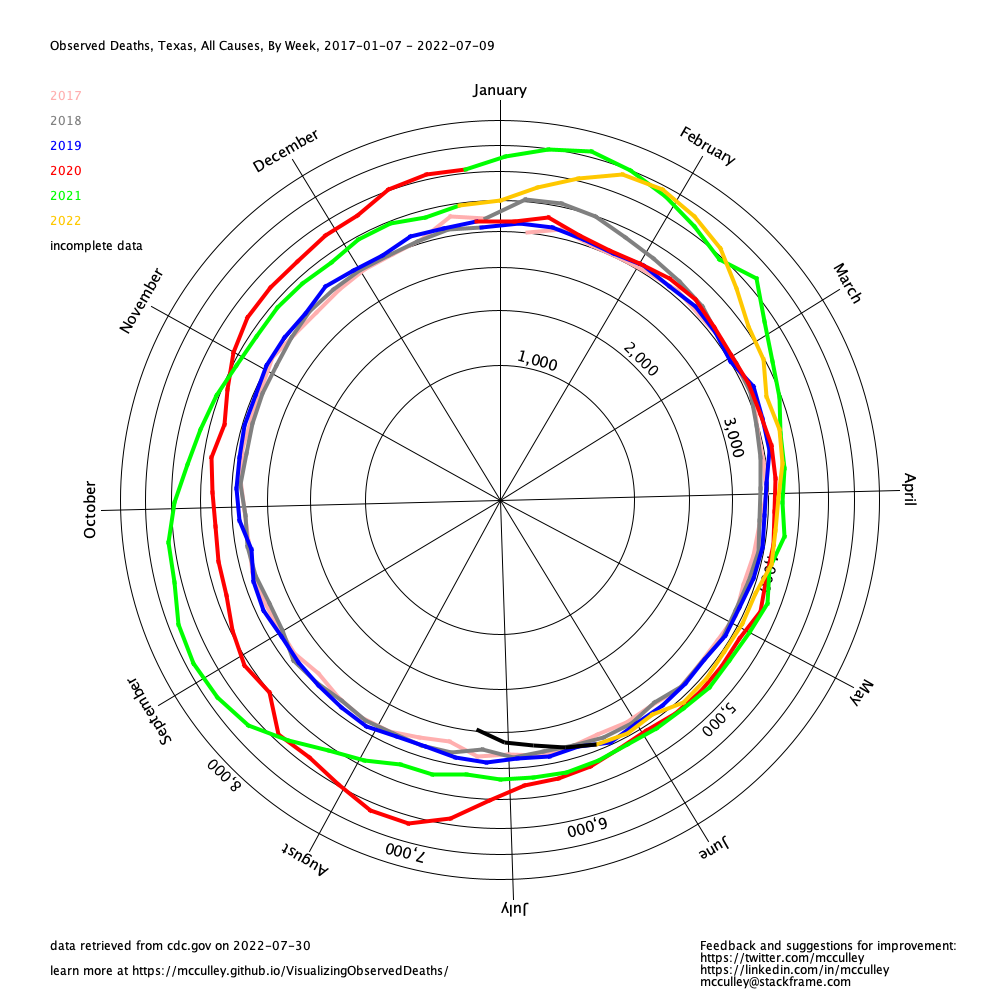 Observed Deaths, Texas, All Causes, By Week, 2017-01-07 - 2022-07-09
January
2017
2018
2019
2020
2021
2022
incomplete data
December
February
November
March
1,000
2,000
3,000
October
April
September
May
5,000
8,000
6,000
7,000
August
June
July
data retrieved from cdc.gov on 2022-07-30
learn more at https://mcculley.github.io/VisualizingObservedDeaths/
Feedback and suggestions for improvement:
https://twitter.com/mcculley
https://linkedin.com/in/mcculley
mcculley@stackframe.com